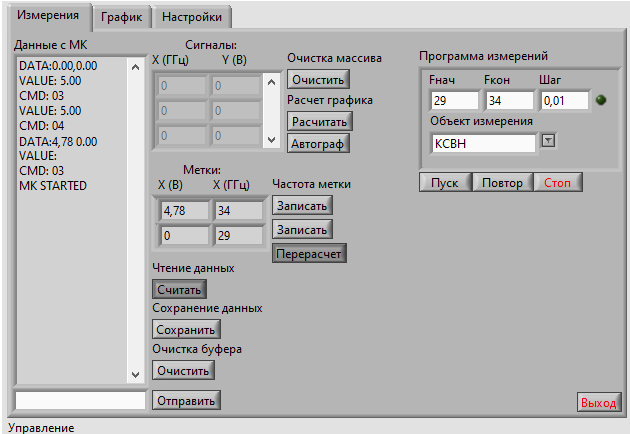 Измерения График Настройки
Данные с МК
DATA:0.00,0.00
VALUE: 5.00
CMD: 03
VALUE: 5.00
CMD: 04
DATA:4,78 0.00
VALUE:
CMD: 03
MK STARTED
Сигналы:
X (ГГц) Y (В)
0 0
0 0
0 0
Очистка массива
Очистить
Расчет графика
Расчитать
Автограф
Метки:
X (В) X (ГГц)
4,78 34
0 29
Частота метки
Записать
Записать
Перерасчет
Чтение данных
Считать
Сохранение данных
Сохранить
Очистка буфера
Очистить
Отправить
Программа измерений
Fнач Fкон Шаг
29 34 0,01
Объект измерения
КСВН
Пуск Повтор Стоп
Выход
Управление